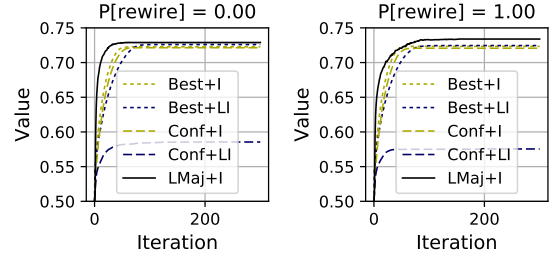 P[rewire] = 0.00
0.75
0.70
0.65
0.60
0.55
0.50
Value
Best+I
Best+LI
Conf+I
Conf+LI
LMaj+I
0
200
Iteration
P[rewire] = 1.00
0.75
0.70
0.65
0.60
0.55
0.50
Value
Best+I
Best+LI
Conf+I
Conf+LI
LMaj+I
0
200
Iteration